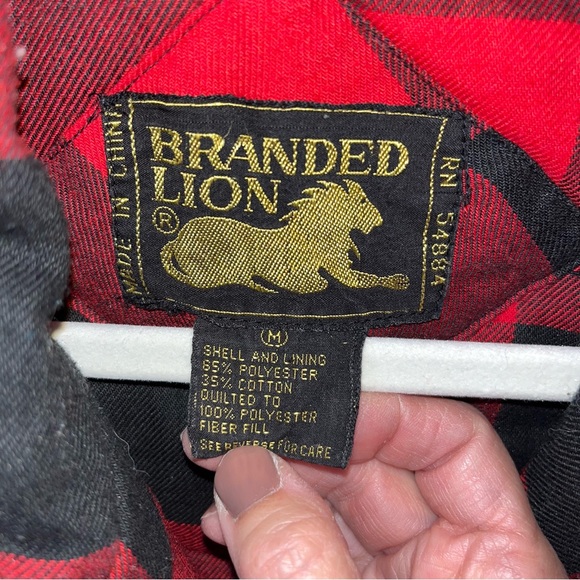 BRANDED
LION
®
MADE IN CHINA
RN 5488A
M
SHELL AND LINING
65% POLYESTER
35% COTTON
QUILTED TO
100% POLYESTER
FIBER FILL
SEE REVERSE FOR CARE